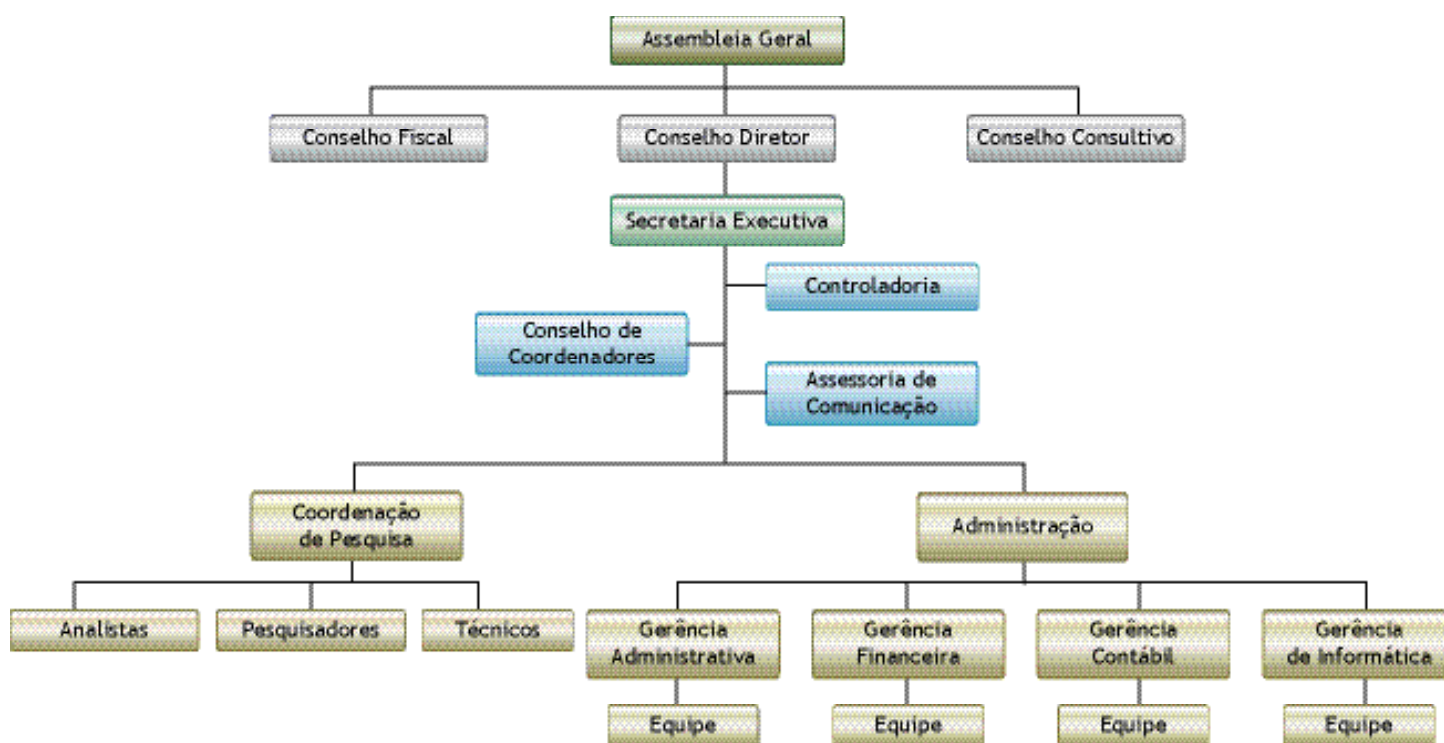 Assembleia Geral
Conselho Fiscal
Conselho Diretor
Conselho Consultivo
Secretaria Executiva
Controladoria
Conselho de
Coordenadores
Assessoria de
Comunicação
Coordenação
de Pesquisa
Administração
Analistas
Pesquisadores
Técnicos
Gerência
Administrativa
Gerência
Financeira
Gerência
Contábil
Gerência
de Informática
Equipe
Equipe
Equipe
Equipe